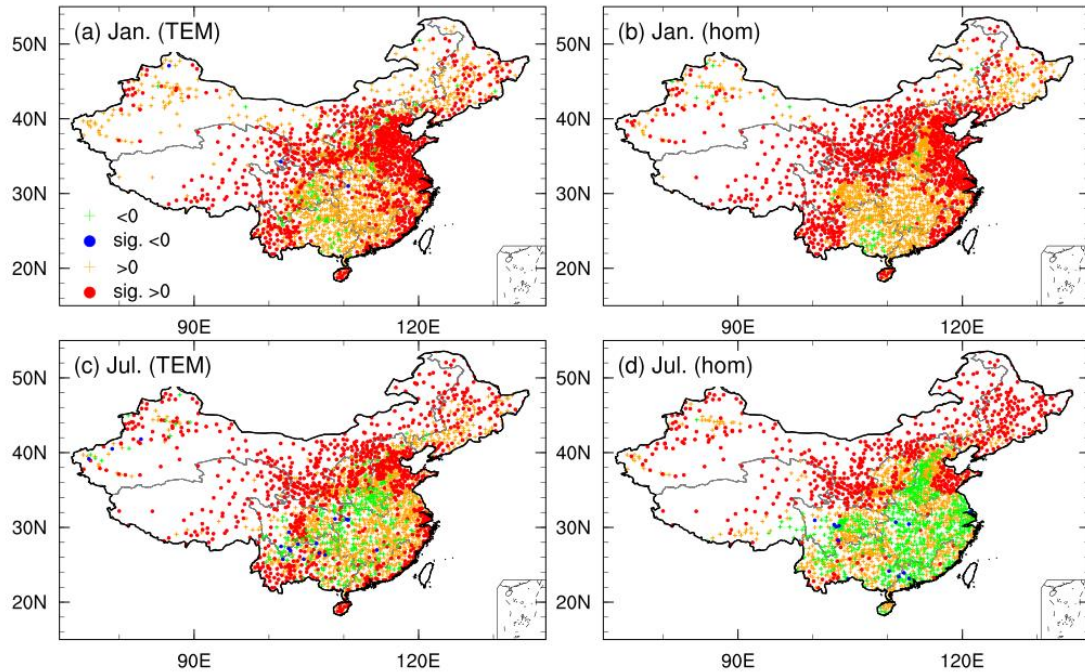 (a) Jan. (TEM)
(b) Jan. (hom)
50N
40N
30N
20N
50N
40N
30N
20N
<0
sig. <0
>0
sig. >0
90E
120E
90E
120E
(c) Jul. (TEM)
(d) Jul. (hom)
50N
40N
30N
20N
50N
40N
30N
20N
90E
120E
90E
120E